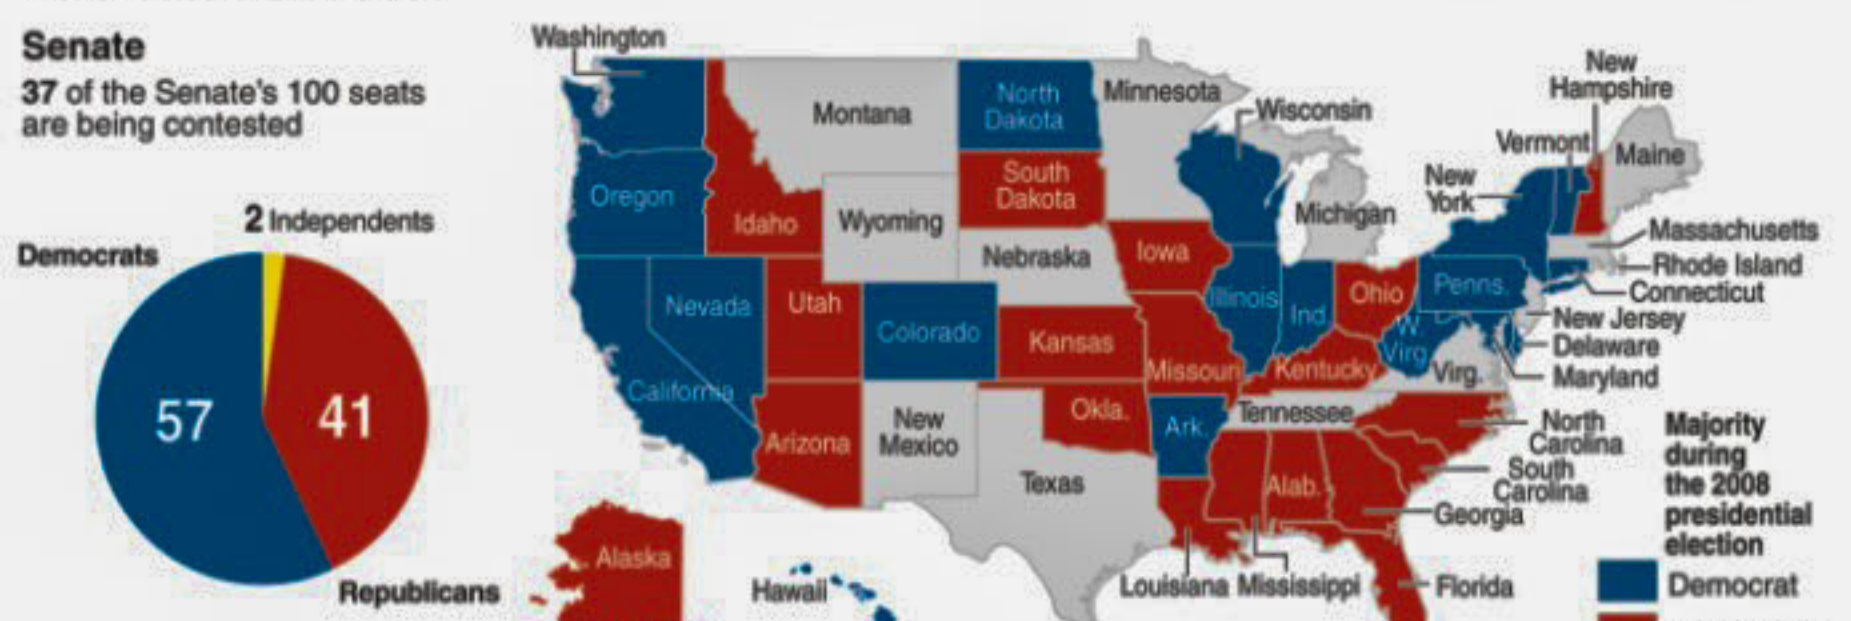 Senate
37 of the Senate's 100 seats
are being contested
2 Independents
Democrats
57
41
Republicans
Washington
Montana
North
Dakota
Minnesota
Wisconsin
New
Hampshire
Vermont
Maine
Oregon
Idaho
Wyoming
South
Dakota
New
York
Michigan
Massachusetts
Nebraska
Iowa
Rhode Island
Connecticut
Nevada
Utah
Colorado
Illinois
Ind.
Ohio
Penns.
New Jersey
Delaware
Maryland
Kansas
Missouri
Kentucky
W.
Virg.
Virg.
California
Arizona
New
Mexico
Okla.
Ark.
Tennessee
North
Carolina
South
Carolina
Texas
Alab.
Georgia
Alaska
Hawaii
Louisiana
Mississippi
Florida
Majority
during
the 2008
presidential
election
Democrat